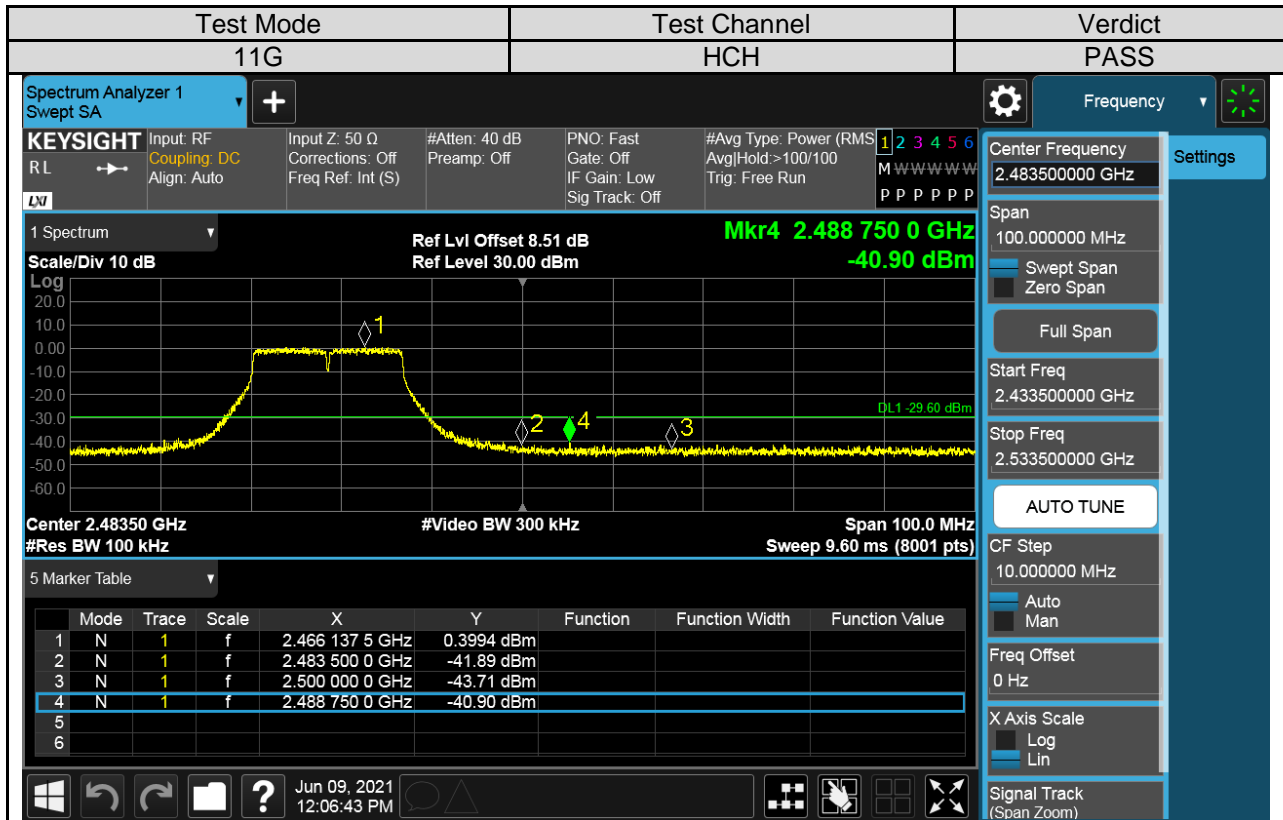 Test Mode Test Channel Verdict
11G HCH PASS
Spectrum Analyzer 1
Swept SA
Frequency
KEYSIGHT
RL
LXI
Input: RF
Coupling: DC
Align: Auto
Input Z: 50 Ω
Corrections: Off
Freq Ref: Int (S)
#Atten: 40 dB
Preamp: Off
PNO: Fast
Gate: Off
IF Gain: Low
Sig Track: Off
#Avg Type: Power (RMS
Avg|Hold:>100/100
Trig: Free Run
1 2 3 4 5 6
M W W W W W
P P P P P P
1 Spectrum
Scale/Div 10 dB
Ref Lvl Offset 8.51 dB
Ref Level 30.00 dBm
Mkr4 2.488 750 0 GHz
-40.90 dBm
Log
20.0
10.0
0.00
-10.0
-20.0
-30.0
-40.0
-50.0
-60.0
1
2
4
3
DL1 -29.60 dBm
Center 2.48350 GHz
#Res BW 100 kHz
#Video BW 300 kHz
Span 100.0 MHz
Sweep 9.60 ms (8001 pts)
5 Marker Table
Mode Trace Scale X Y Function Function Width Function Value
1 N 1 f 2.466 137 5 GHz 0.3994 dBm
2 N 1 f 2.483 500 0 GHz -41.89 dBm
3 N 1 f 2.500 000 0 GHz -43.71 dBm
4 N 1 f 2.488 750 0 GHz -40.90 dBm
5
6
Jun 09, 2021
12:06:43 PM
Center Frequency
2.483500000 GHz
Settings
Span
100.000000 MHz
Swept Span
Zero Span
Full Span
Start Freq
2.433500000 GHz
Stop Freq
2.533500000 GHz
AUTO TUNE
CF Step
10.000000 MHz
Auto
Man
Freq Offset
0 Hz
X Axis Scale
Log
Lin
Signal Track
(Span Zoom)